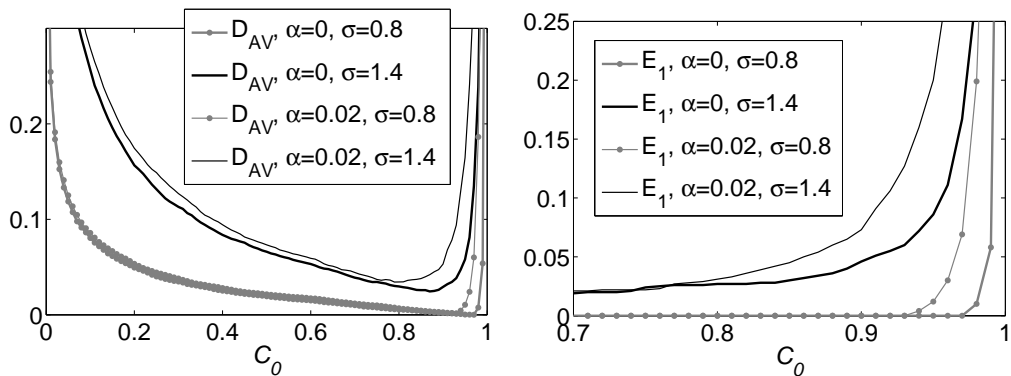 D_AV, α=0, σ=0.8
D_AV, α=0, σ=1.4
D_AV, α=0.02, σ=0.8
D_AV, α=0.02, σ=1.4
0.2
0.1
0
0
0.2
0.4
0.6
0.8
1
C_0
E_1, α=0, σ=0.8
E_1, α=0, σ=1.4
E_1, α=0.02, σ=0.8
E_1, α=0.02, σ=1.4
0.25
0.2
0.15
0.1
0.05
0
0.7
0.8
0.9
1
C_0